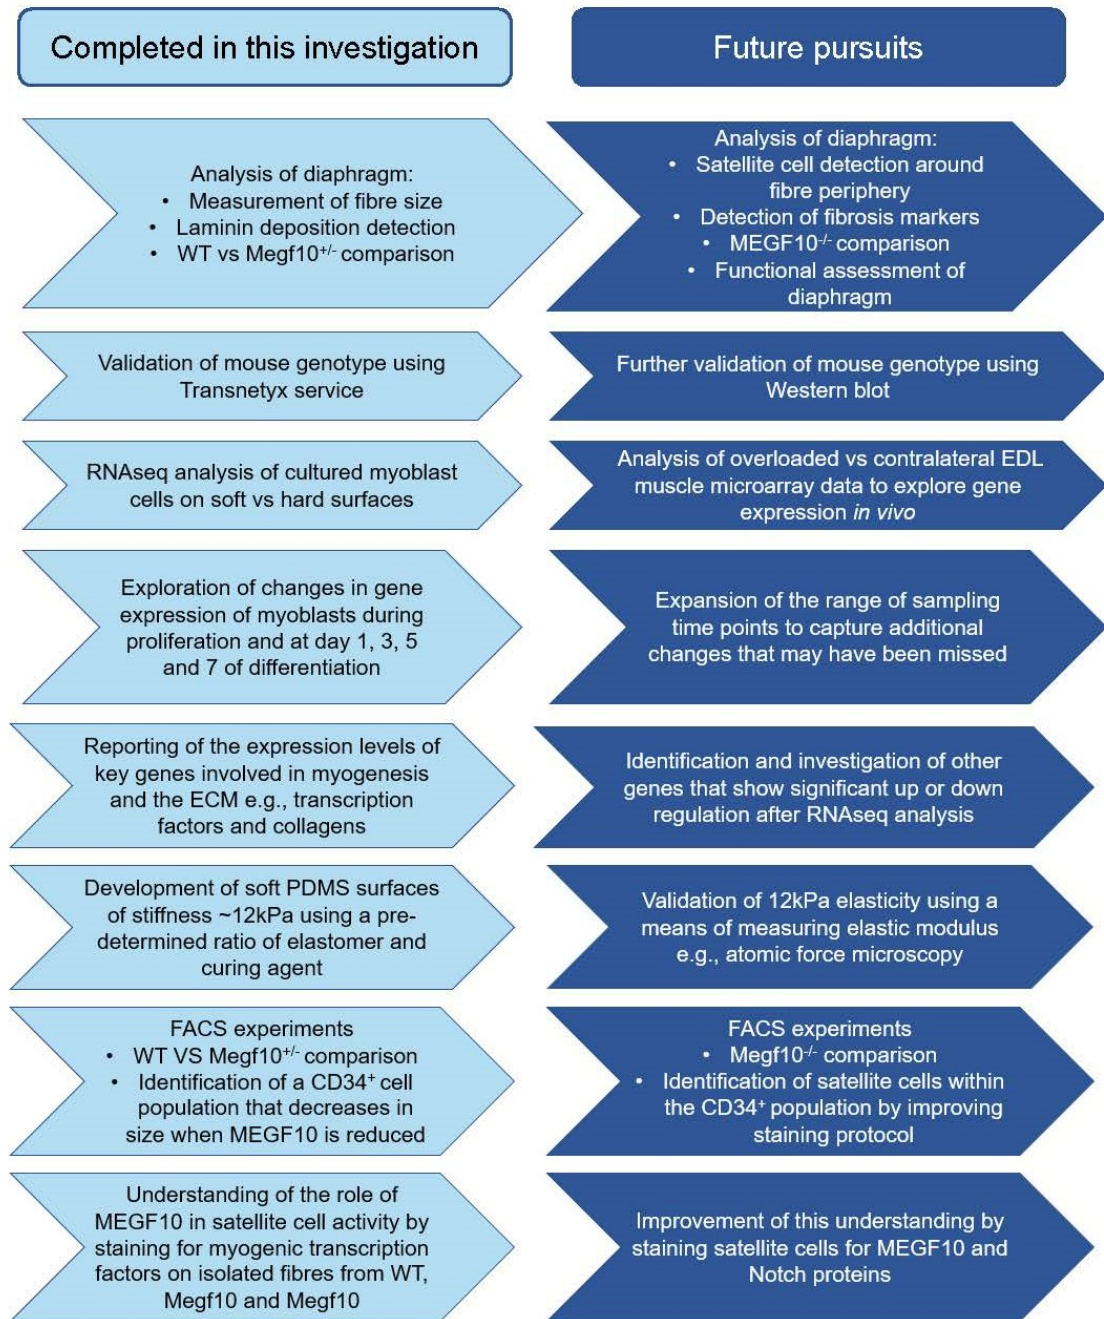 Completed in this investigation
Future pursuits
Analysis of diaphragm:
• Measurement of fibre size
• Laminin deposition detection
• WT vs Megf10+/- comparison
Analysis of diaphragm:
• Satellite cell detection around
fibre periphery
• Detection of fibrosis markers
• MEGF10-/- comparison
• Functional assessment of
diaphragm
Validation of mouse genotype using
Transnetyx service
Further validation of mouse genotype using
Western blot
RNAseq analysis of cultured myoblast
cells on soft vs hard surfaces
Analysis of overloaded vs contralateral EDL
muscle microarray data to explore gene
expression in vivo
Exploration of changes in gene
expression of myoblasts during
proliferation and at day 1, 3, 5
and 7 of differentiation
Expansion of the range of sampling
time points to capture additional
changes that may have been missed
Reporting of the expression levels of
key genes involved in myogenesis
and the ECM e.g., transcription
factors and collagens
Identification and investigation of other
genes that show significant up or down
regulation after RNAseq analysis
Development of soft PDMS surfaces
of stiffness ~12kPa using a pre-
determined ratio of elastomer and
curing agent
Validation of 12kPa elasticity using a
means of measuring elastic modulus
e.g., atomic force microscopy
FACS experiments
• WT VS Megf10+/- comparison
• Identification of a CD34+ cell
population that decreases in
size when MEGF10 is reduced
FACS experiments
• Megf10-/- comparison
• Identification of satellite cells within
the CD34+ population by improving
staining protocol
Understanding of the role of
MEGF10 in satellite cell activity by
staining for myogenic transcription
factors on isolated fibres from WT,
Megf10 and Megf10
Improvement of this understanding by
staining satellite cells for MEGF10 and
Notch proteins